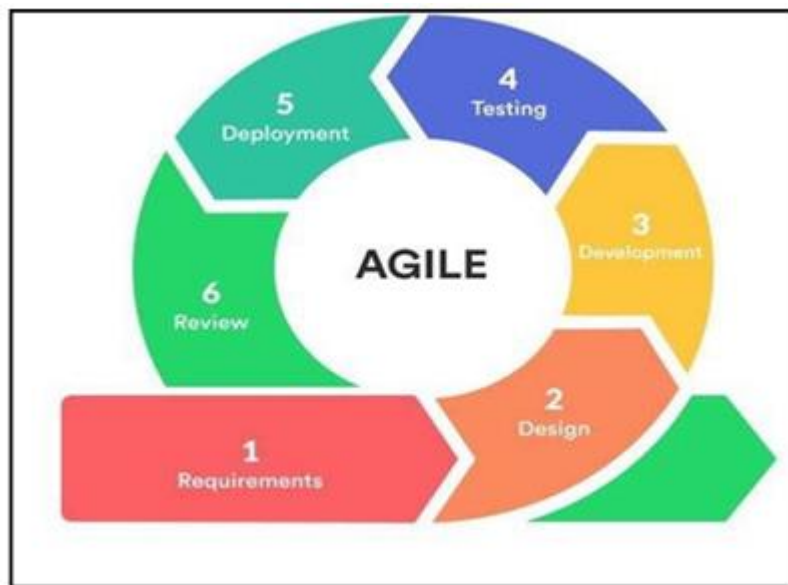 1
Requirements
2
Design
3
Development
4
Testing
5
Deployment
6
Review
AGILE